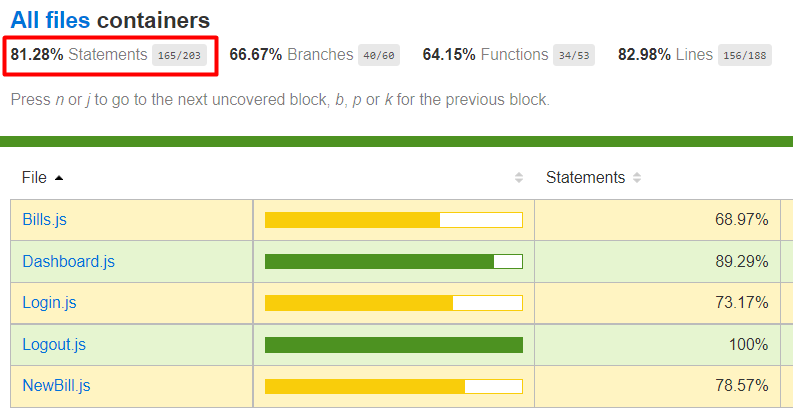 All files containers
81.28% Statements 165/203 66.67% Branches 40/60 64.15% Functions 34/53 82.98% Lines 156/188
Press n or j to go to the next uncovered block, b, p or k for the previous block.
File Statements
Bills.js 68.97%
Dashboard.js 89.29%
Login.js 73.17%
Logout.js 100%
NewBill.js 78.57%